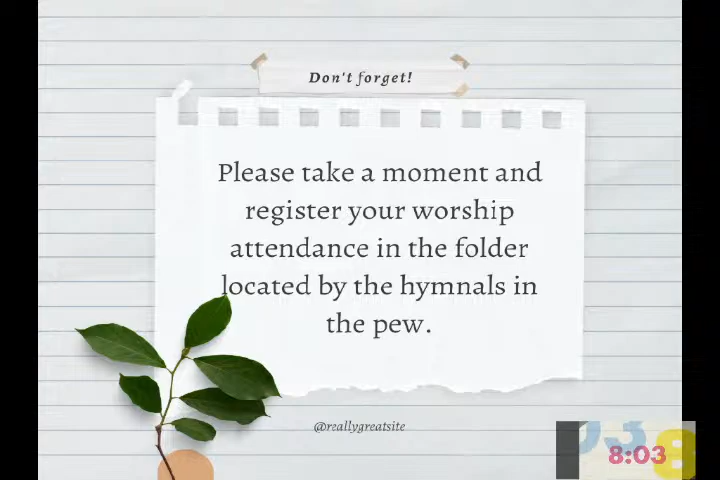 Don't forget!
Please take a moment and
register your worship
attendance in the folder
located by the hymnals in
the pew.
@reallygreatsite
8:03